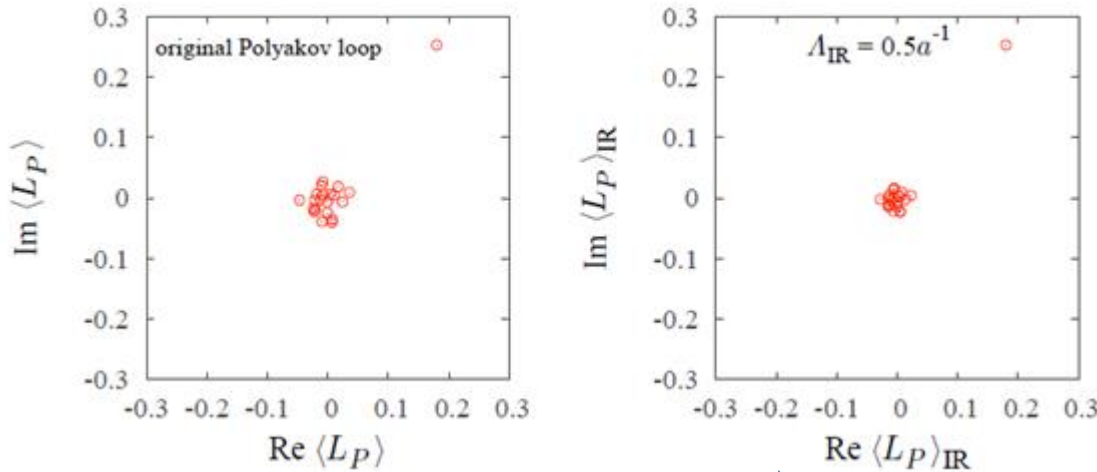 0.3
original Polyakov loop
0.2
0.1
0
-0.1
-0.2
-0.3
Im ⟨L_P⟩
-0.3 -0.2 -0.1 0 0.1 0.2 0.3
Re ⟨L_P⟩
0.3
Λ_IR = 0.5a^{-1}
0.2
0.1
0
-0.1
-0.2
-0.3
Im ⟨L_P⟩_IR
-0.3 -0.2 -0.1 0 0.1 0.2 0.3
Re ⟨L_P⟩_IR